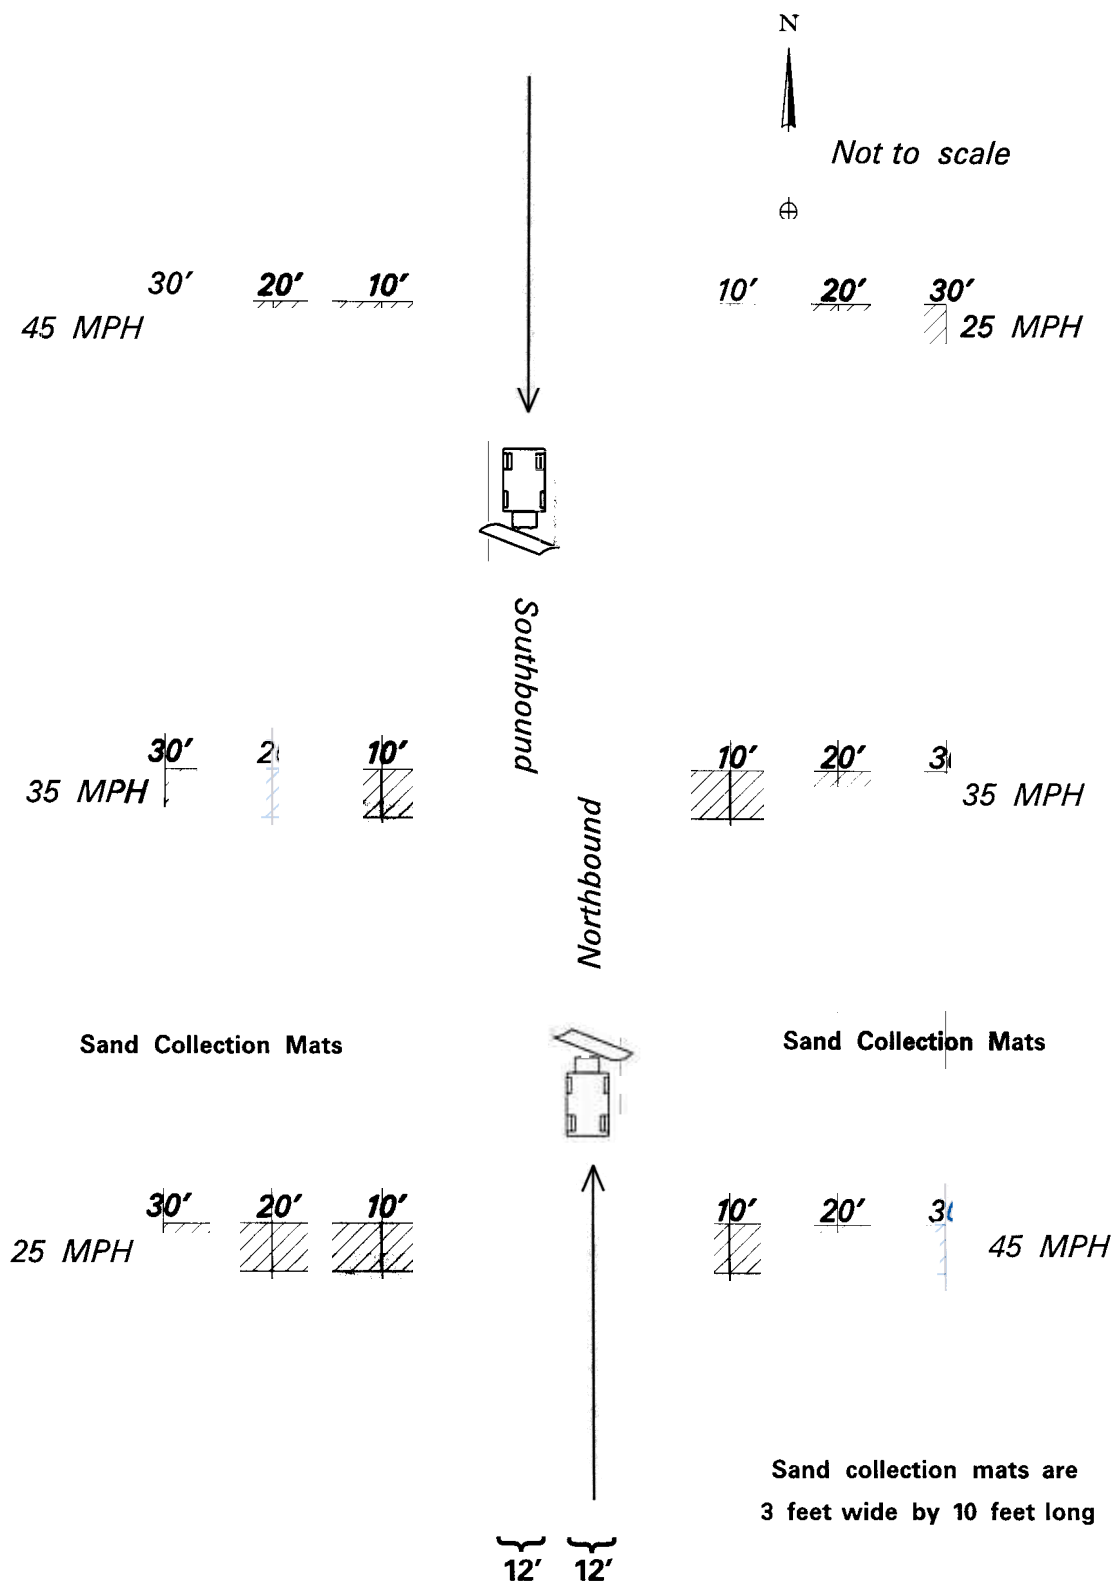 N
Not to scale
30' 20' 10' 10' 20' 30'
45 MPH 25 MPH
Southbound
30' 10' 10' 20'
35 MPH 35 MPH
Northbound
Sand Collection Mats Sand Collection Mats
30' 20' 10' 10' 20'
25 MPH 45 MPH
Sand collection mats are
3 feet wide by 10 feet long
12' 12'